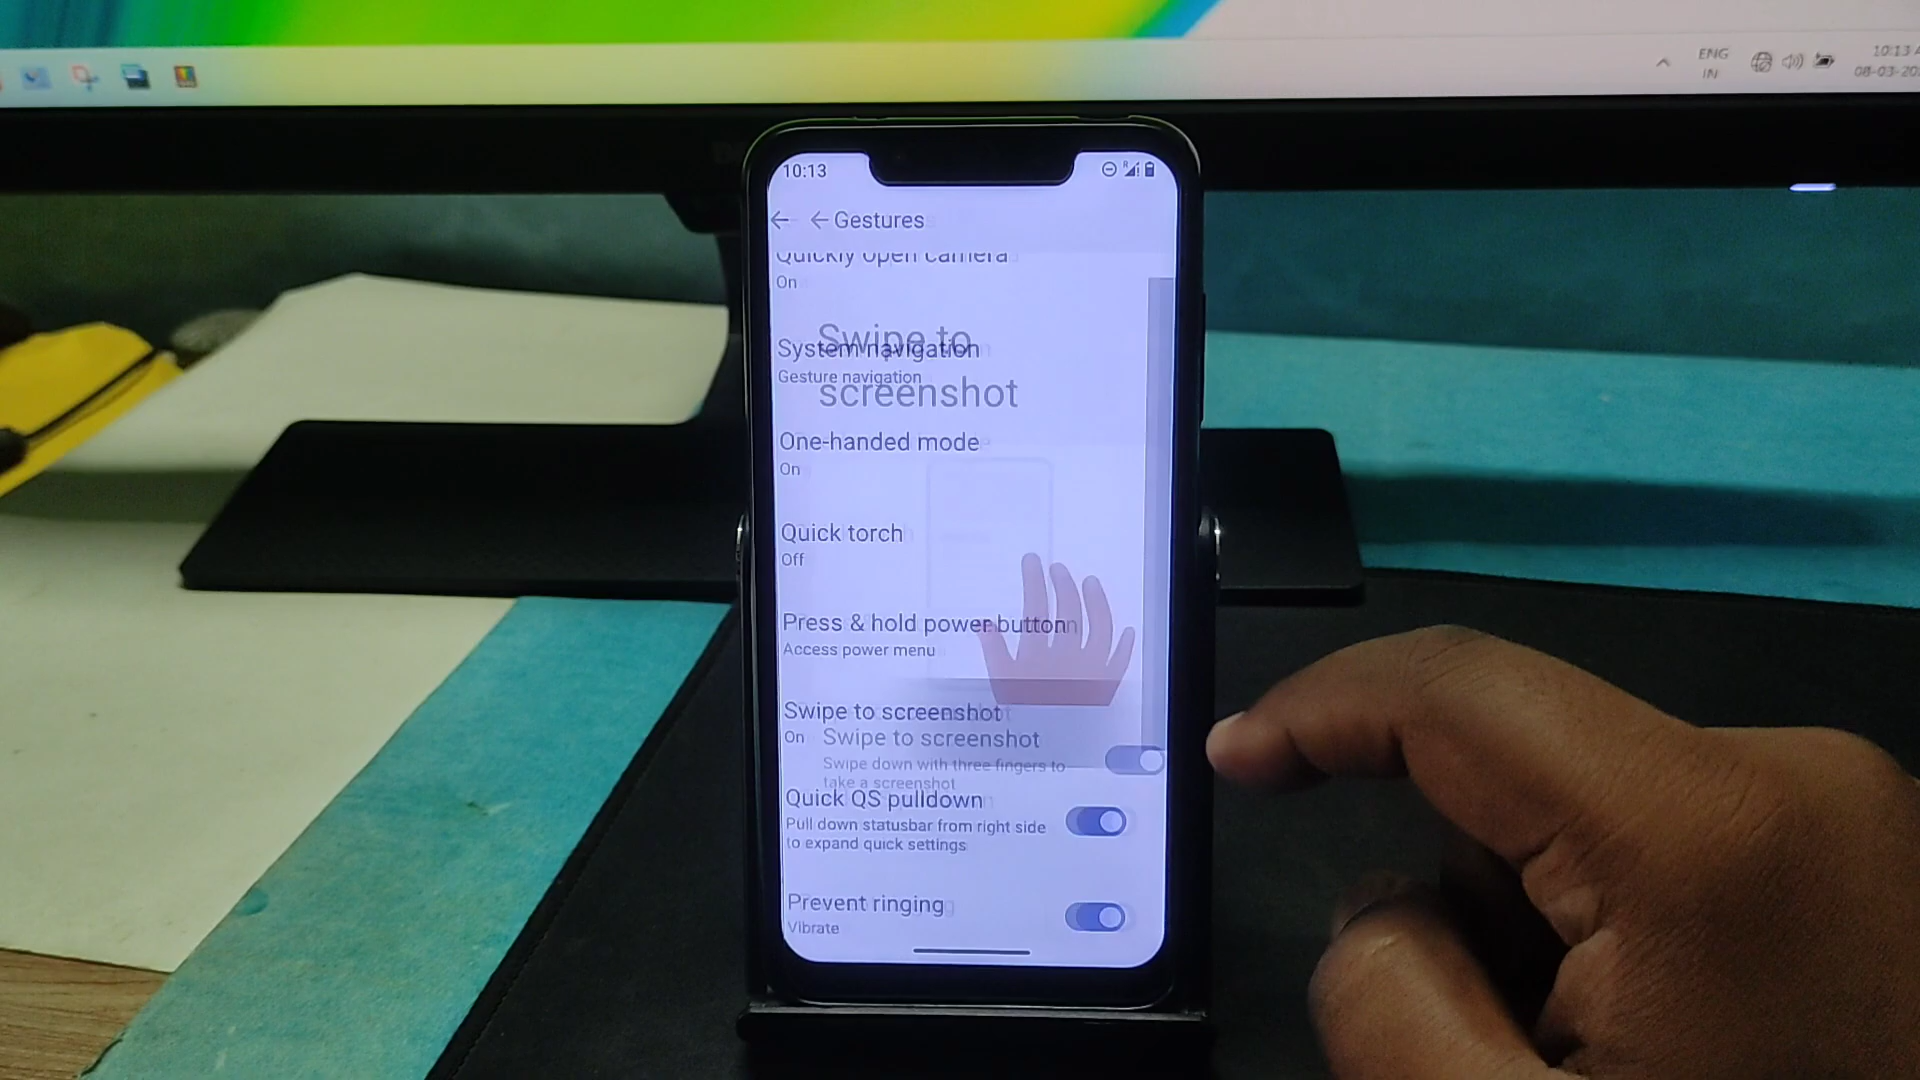 ENG
IN
10:13
08-03-20
10:13
Gestures
Quickly open camera
On
Swipe to
System navigation
Gesture navigation
screenshot
One-handed mode
On
Quick torch
Off
Press & hold power button
Access power menu
Swipe to screenshot
On
Swipe to screenshot
Swipe down with three fingers to
take a screenshot
Quick QS pulldown
Pull down statusbar from right side
to expand quick settings
Prevent ringing
Vibrate